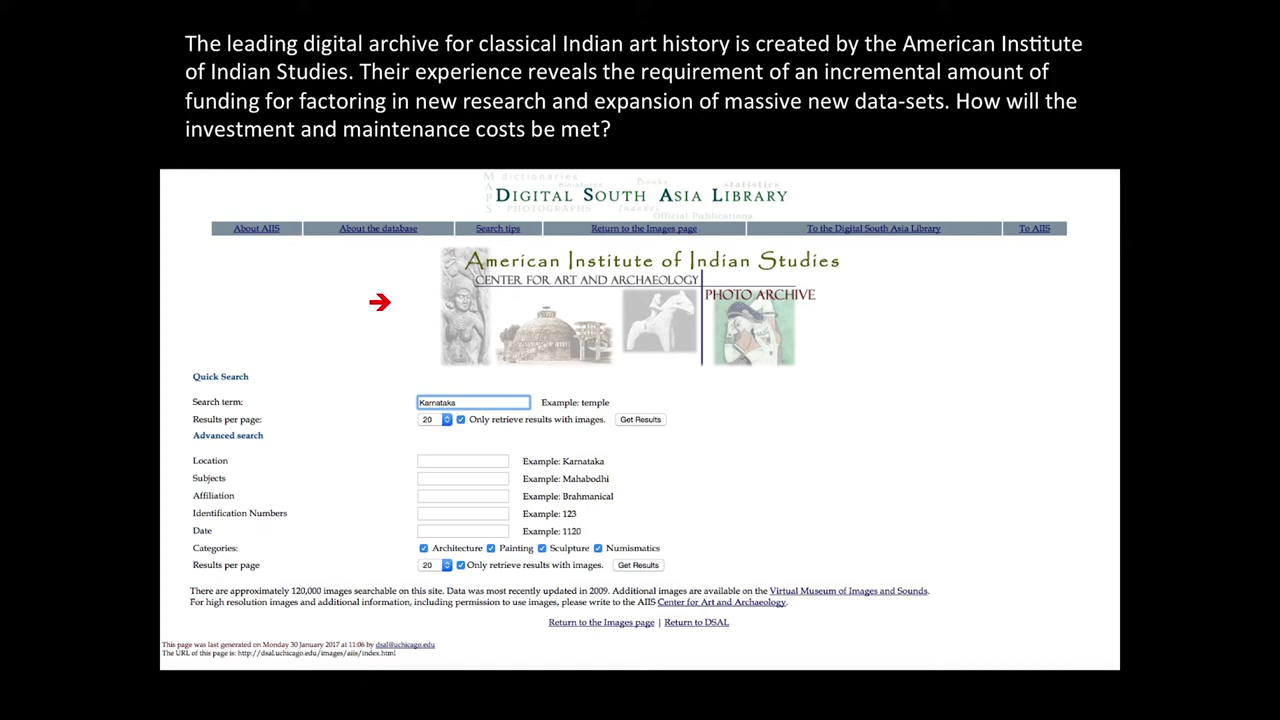 The leading digital archive for classical Indian art history is created by the American Institute
of Indian Studies. Their experience reveals the requirement of an incremental amount of
funding for factoring in new research and expansion of massive new data-sets. How will the
investment and maintenance costs be met?
MAPS dictionaries miniatures Books statistics
DIGITAL SOUTH ASIA LIBRARY
PHOTOGRAPHS Indexes Official Publications
About AIIS About the database Search tips Return to the Images page To the Digital South Asia Library To AIIS
American Institute of Indian Studies
CENTER FOR ART AND ARCHAEOLOGY
PHOTO ARCHIVE
Quick Search
Search term: Karnataka Example: temple
Results per page: 20 Only retrieve results with images. Get Results
Advanced search
Location Example: Karnataka
Subjects Example: Mahabodhi
Affiliation Example: Brahmanical
Identification Numbers Example: 123
Date Example: 1120
Categories: Architecture Painting Sculpture Numismatics
Results per page 20 Only retrieve results with images. Get Results
There are approximately 120,000 images searchable on this site. Data was most recently updated in 2009. Additional images are available on the Virtual Museum of Images and Sounds.
For high resolution images and additional information, including permission to use images, please write to the AIIS Center for Art and Archaeology.
Return to the Images page | Return to DSAL
This page was last generated on Monday 30 January 2017 at 11:06 by dsal@uchicago.edu
The URL of this page is: http://dsal.uchicago.edu/images/aiis/index.html